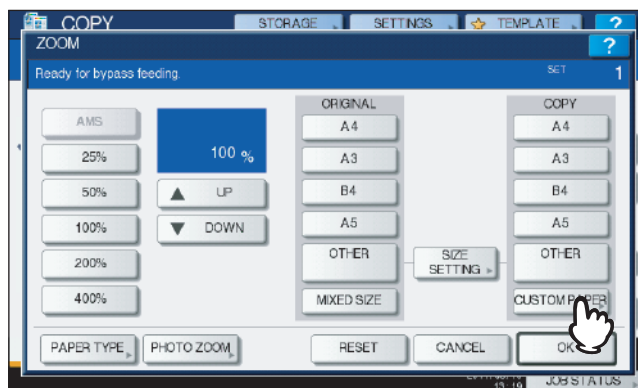 COPY STORAGE SETTINGS TEMPLATE ?
ZOOM ?
Ready for bypass feeding. SET 1
ORIGINAL COPY
AMS A4 A4
25% 100 % A3 A3
50% UP B4 B4
100% DOWN A5 A5
200% OTHER SIZE SETTING OTHER
400% MIXED SIZE CUSTOM PAPER
PAPER TYPE PHOTO ZOOM RESET CANCEL OK
13:19 JOB STATUS